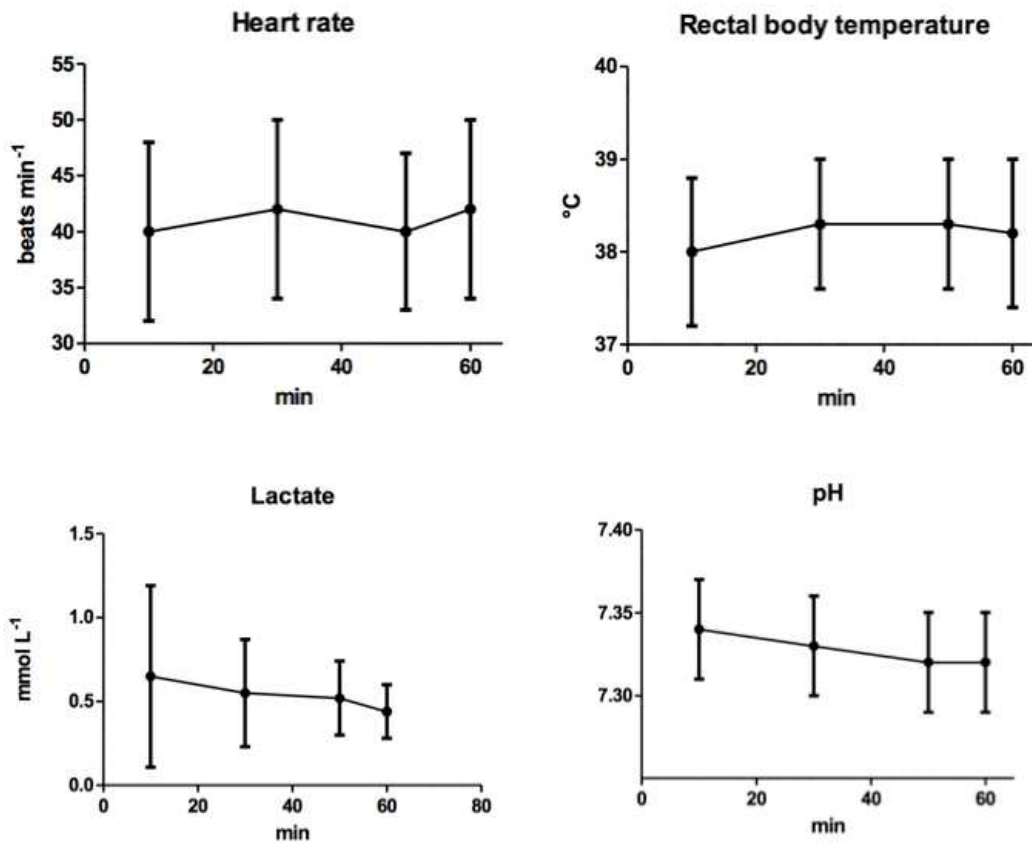 Heart rate
55
50
45
40
35
30
beats min⁻¹
0 20 40 60
min
Rectal body temperature
40
39
38
37
°C
0 20 40 60
min
Lactate
1.5
1.0
0.5
0.0
mmol L⁻¹
0 20 40 60 80
min
pH
7.40
7.35
7.30
0 20 40 60
min